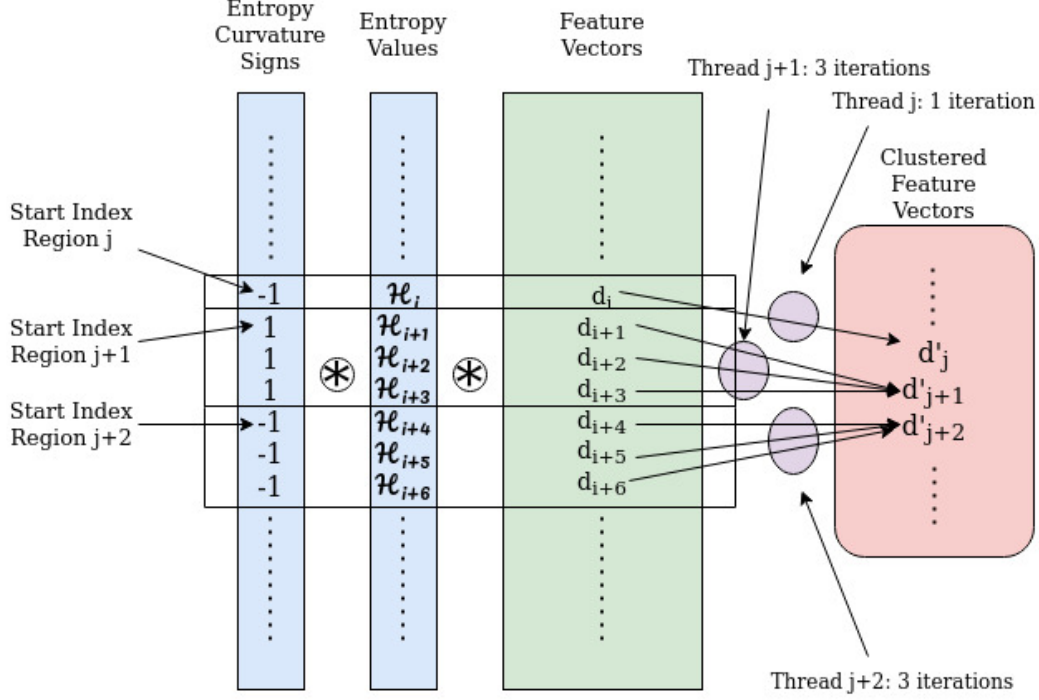 Entropy
Curvature
Signs
Entropy
Values
Feature
Vectors
Thread j+1: 3 iterations
Thread j: 1 iteration
Clustered
Feature
Vectors
Start Index
Region j
Start Index
Region j+1
Start Index
Region j+2
-1 ℋi di
1 ℋi+1 di+1
1 ℋi+2 di+2
1 ℋi+3 di+3
-1 ℋi+4 di+4
-1 ℋi+5 di+5
-1 ℋi+6 di+6
⊛ ⊛
d'j
d'j+1
d'j+2
Thread j+2: 3 iterations